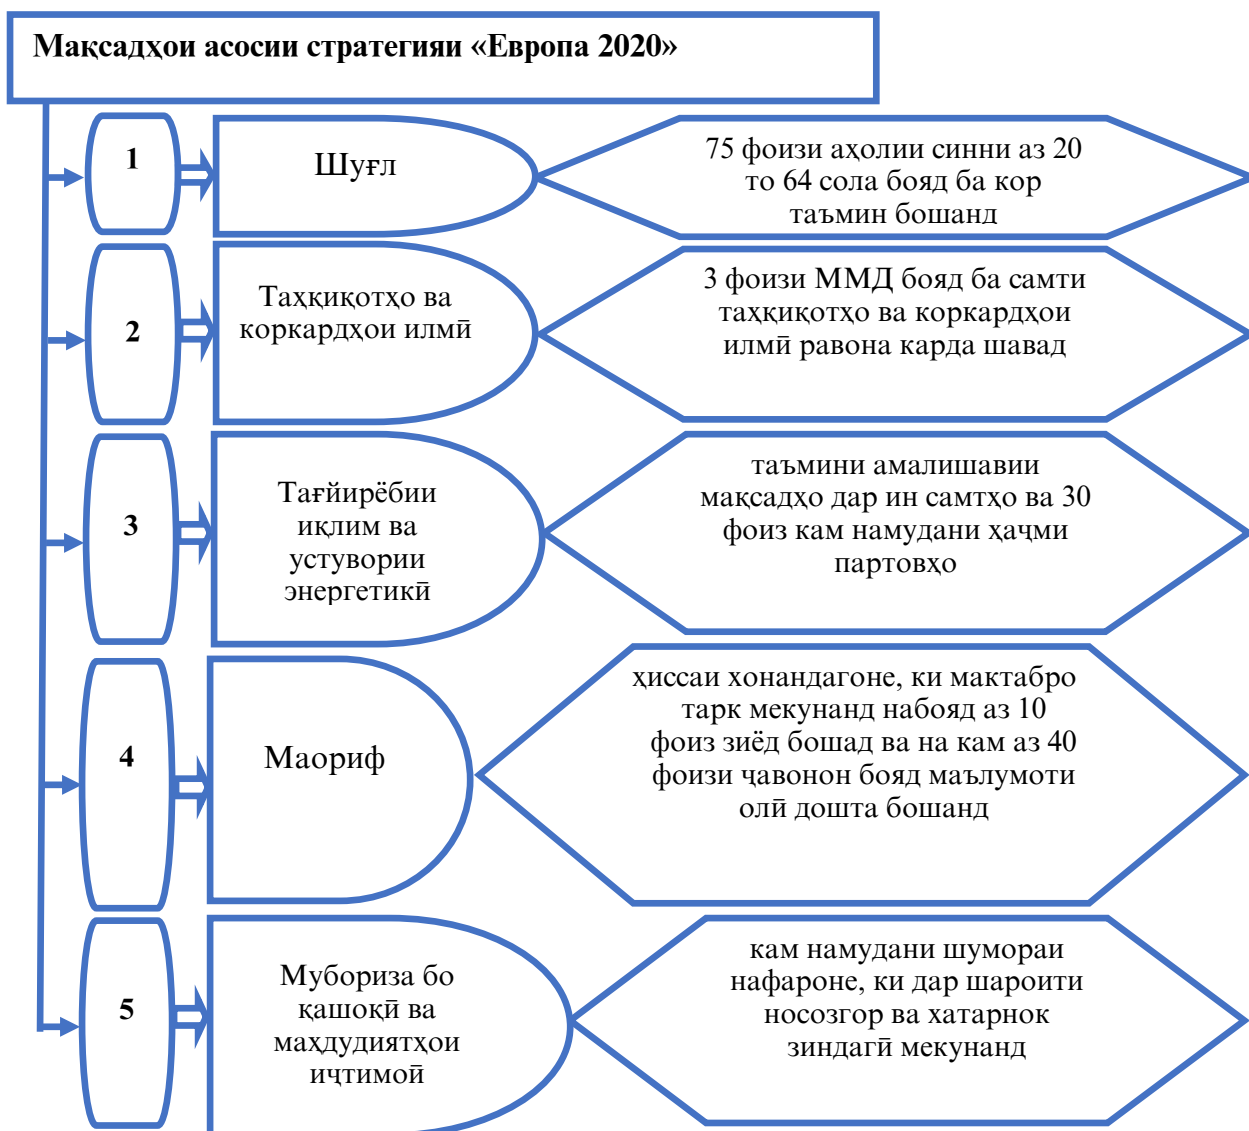 Мақсадҳои асосии стратегияи «Европа 2020»
1
Шуғл
75 фоизи аҳолии синни аз 20
то 64 сола бояд ба кор
таъмин бошанд
2
Таҳқиқотҳо ва
коркардҳои илмӣ
3 фоизи ММД бояд ба самти
таҳқиқотҳо ва коркардҳои
илмӣ равона карда шавад
3
Тағйирёбии
иқлим ва
устувории
энергетикӣ
таъмини амалишавии
мақсадҳо дар ин самтҳо ва 30
фоиз кам намудани ҳаҷми
партовҳо
4
Маориф
ҳиссаи хонандагоне, ки мактабро
тарк мекунанд набояд аз 10
фоиз зиёд бошад ва на кам аз 40
фоизи ҷавонон бояд маълумоти
олӣ дошта бошанд
5
Мубориза бо
қашоқӣ ва
маҳдудиятҳои
иҷтимоӣ
кам намудани шумораи
нафароне, ки дар шароити
носозгор ва хатарнок
зиндагӣ мекунанд